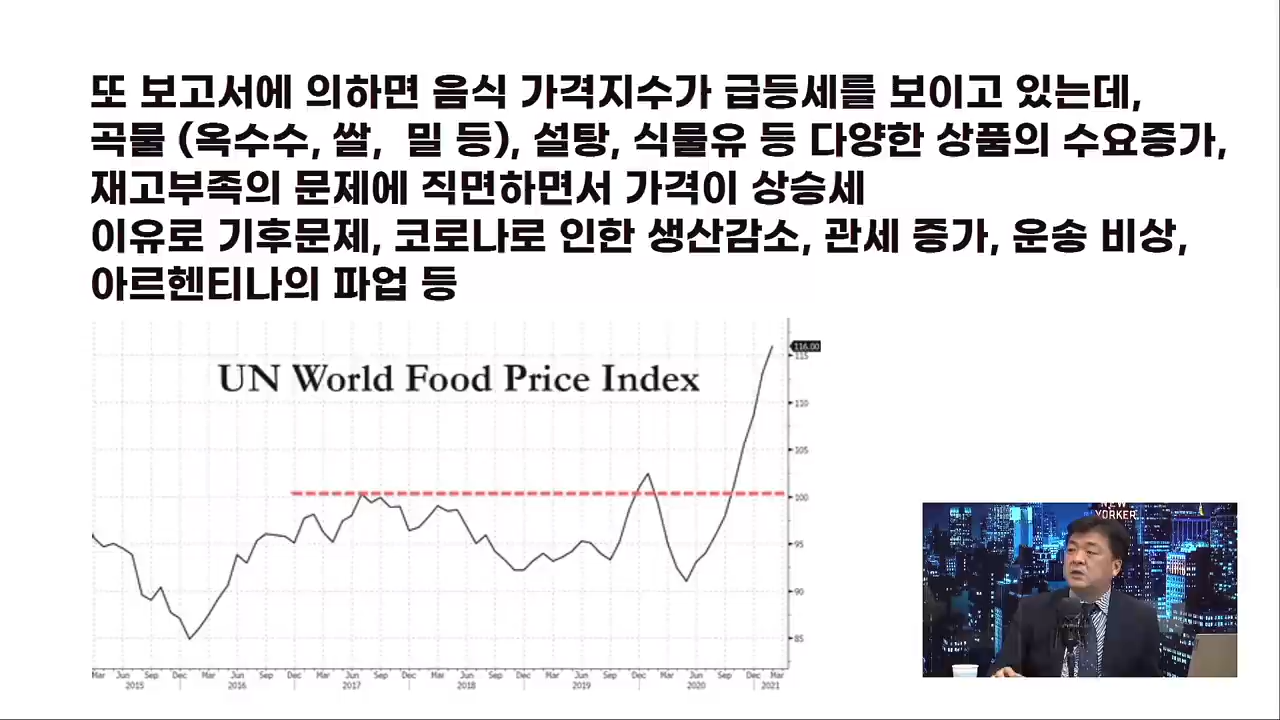 또 보고서에 의하면 음식 가격지수가 급등세를 보이고 있는데,
곡물 (옥수수, 쌀, 밀 등), 설탕, 식물유 등 다양한 상품의 수요증가,
재고부족의 문제에 직면하면서 가격이 상승세
이유로 기후문제, 코로나로 인한 생산감소, 관세 증가, 운송 비상,
아르헨티나의 파업 등
UN World Food Price Index
116.00
115
110
105
100
95
90
85
Mar Jun Sep Dec Mar Jun Sep Dec Mar Jun Sep Dec Mar Jun Sep Dec Mar Jun Sep Dec Mar Jun Sep Dec Mar
2015 2016 2017 2018 2019 2020 2021
NEW
YORKER